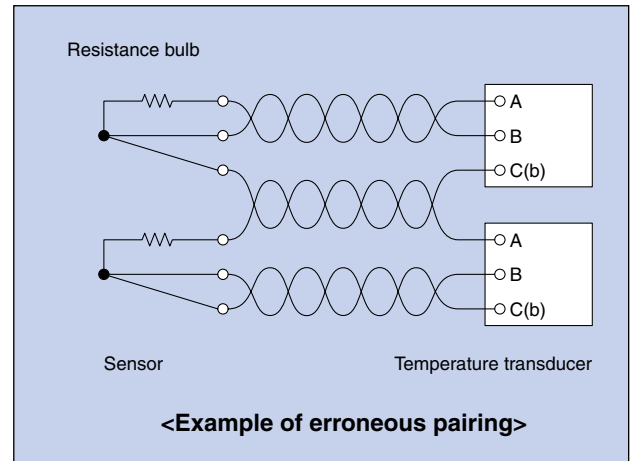 Resistance bulb
A
B
C(b)
A
B
C(b)
Sensor Temperature transducer
<Example of erroneous pairing>